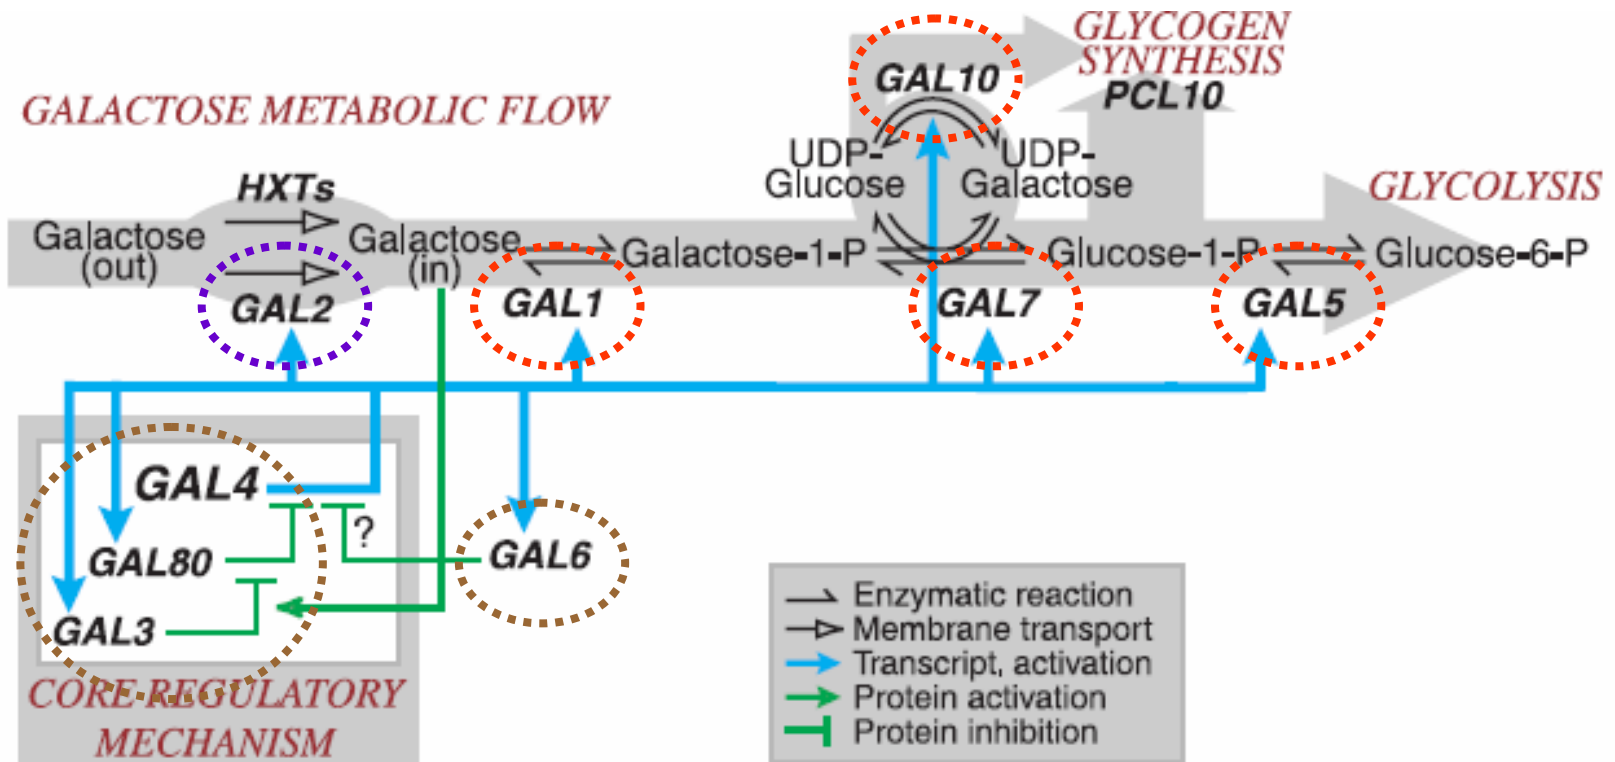 GLYCOGEN
SYNTHESIS
GAL10
PCL10
GALACTOSE METABOLIC FLOW
UDP-
Glucose
UDP-
Galactose
HXTs
GLYCOLYSIS
Galactose
(out)
Galactose
(in)
Galactose-1-P
Glucose-1-P
Glucose-6-P
GAL2
GAL1
GAL7
GAL5
GAL4
?
GAL80
GAL6
GAL3
CORE REGULATORY
MECHANISM
Enzymatic reaction
Membrane transport
Transcript. activation
Protein activation
Protein inhibition